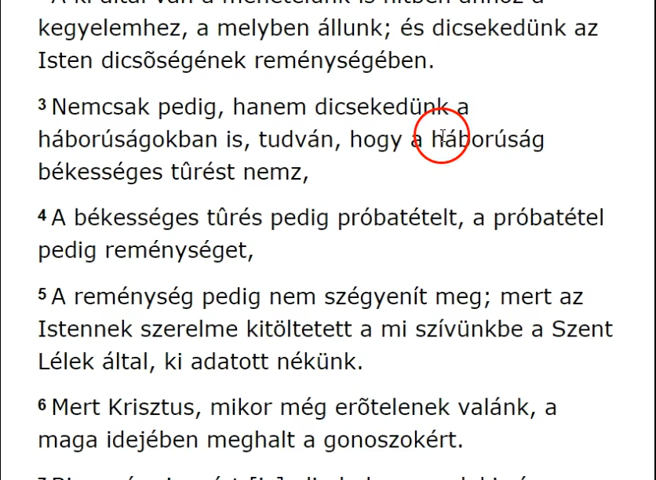 kegyelemhez, a melyben állunk; és dicsekedünk az
Isten dicsõségének reménységében.
3 Nemcsak pedig, hanem dicsekedünk a
háborúságokban is, tudván, hogy a háborúság
békességes tûrést nemz,
4 A békességes tûrés pedig próbatételt, a próbatétel
pedig reménységet,
5 A reménység pedig nem szégyenít meg; mert az
Istennek szerelme kitöltetett a mi szívünkbe a Szent
Lélek által, ki adatott nékünk.
6 Mert Krisztus, mikor még erõtelenek valánk, a
maga idejében meghalt a gonoszokért.